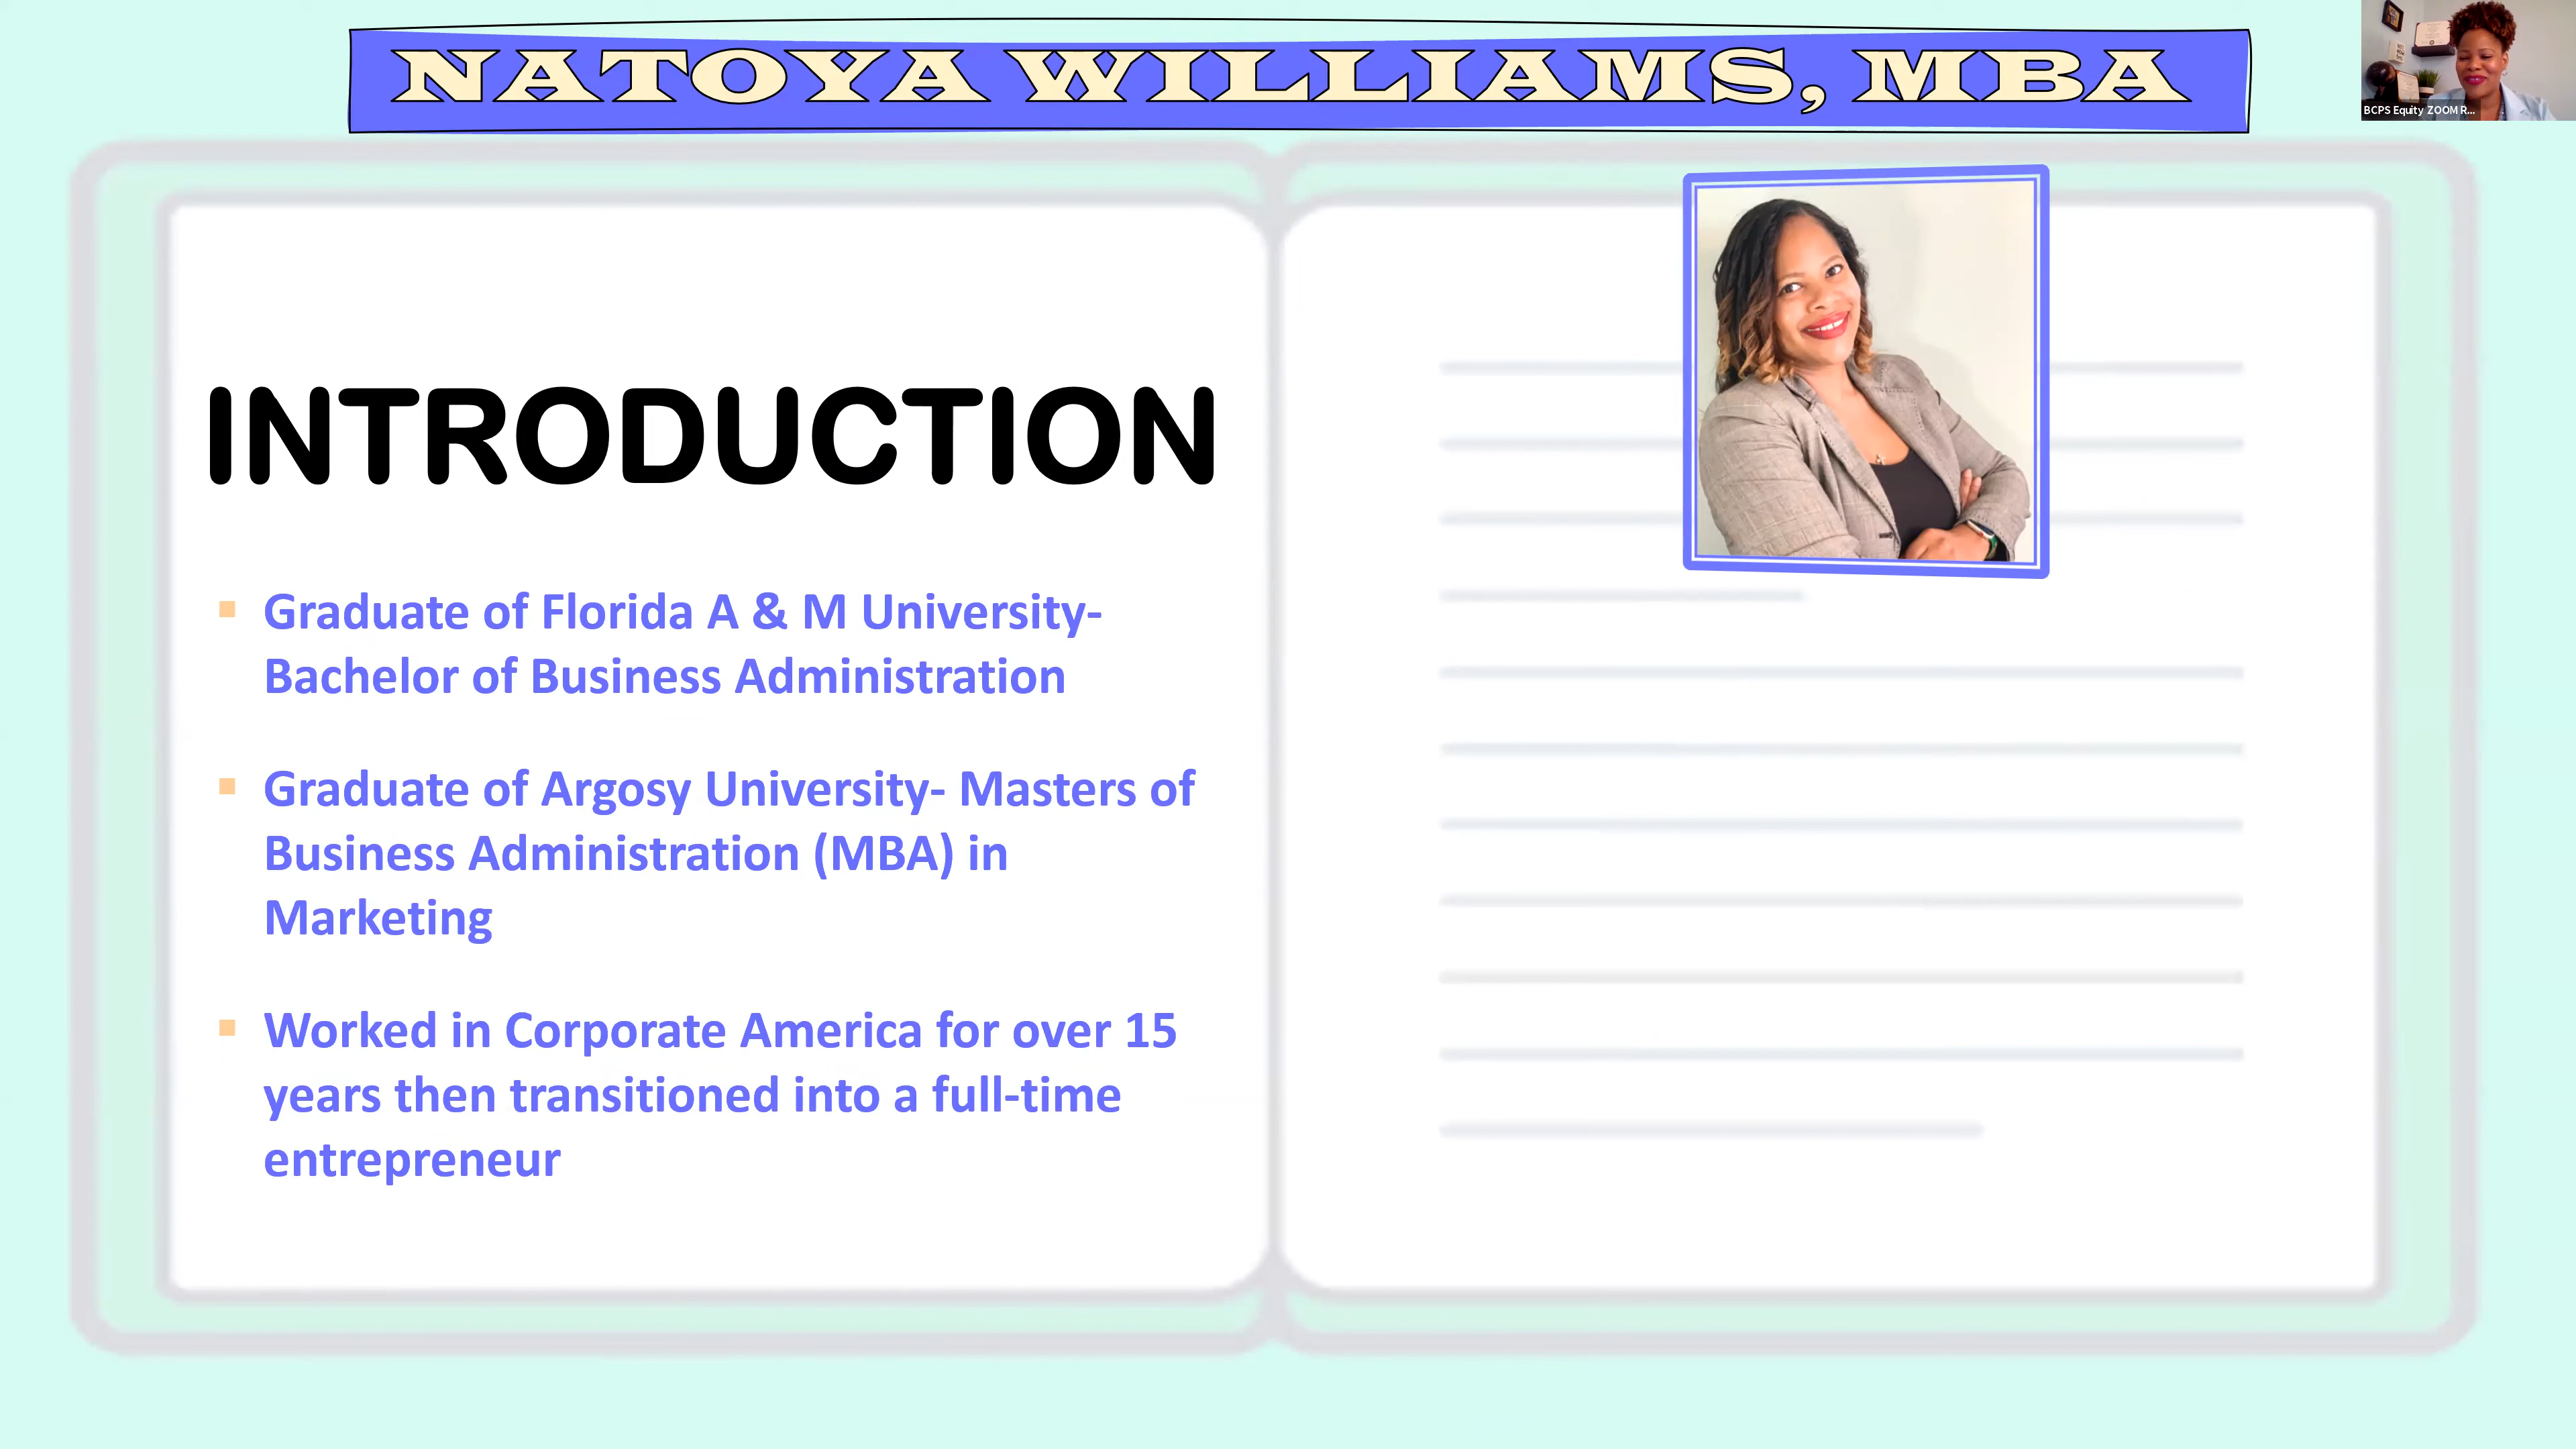 NATOYA WILLIAMS, MBA
BCPS Equity ZOOM R...
INTRODUCTION
▪ Graduate of Florida A & M University-
Bachelor of Business Administration
▪ Graduate of Argosy University- Masters of
Business Administration (MBA) in
Marketing
▪ Worked in Corporate America for over 15
years then transitioned into a full-time
entrepreneur